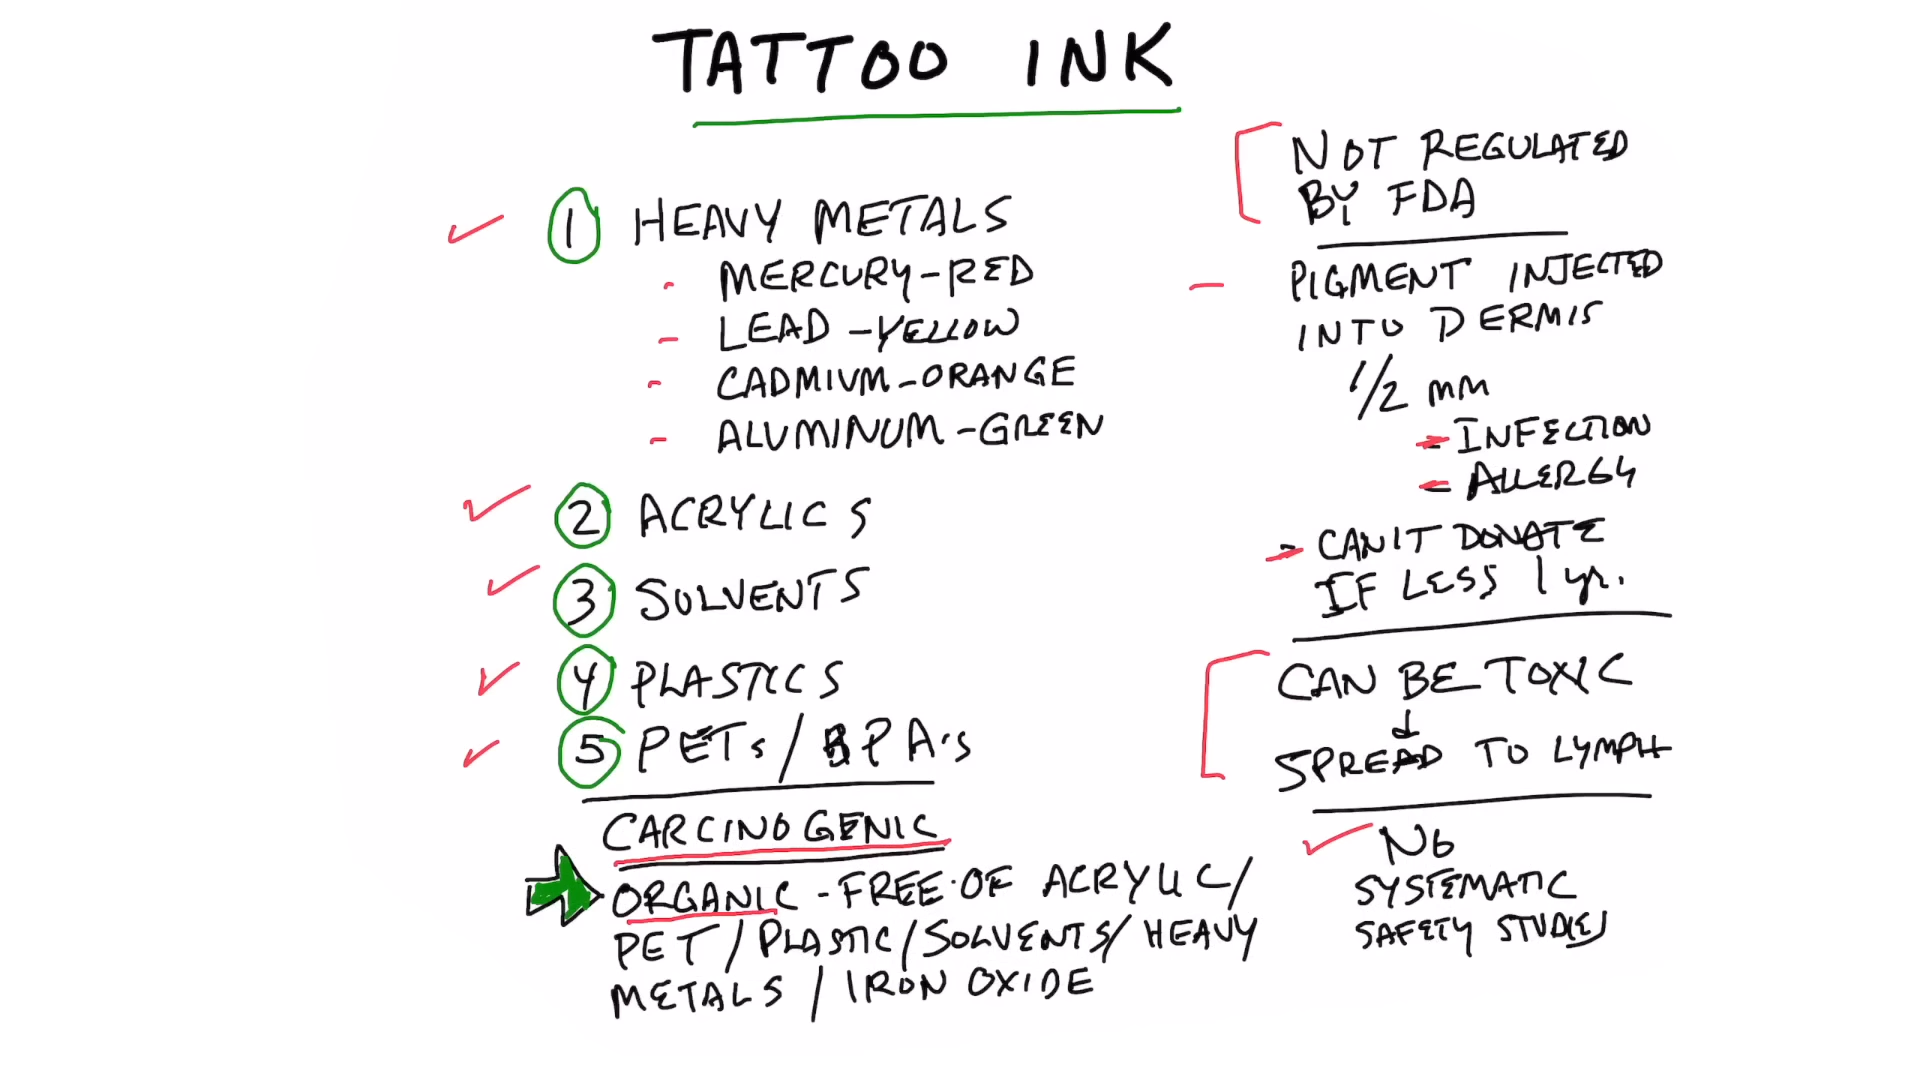 TATTOO INK
1 HEAVY METALS
- MERCURY-RED
- LEAD-YELLOW
- CADMIUM-ORANGE
- ALUMINUM-GREEN
2 ACRYLICS
3 SOLVENTS
4 PLASTICS
5 PETs/BPA's
CARCINOGENIC
ORGANIC-FREE OF ACRYLIC/
PET/PLASTIC/SOLVENTS/HEAVY
METALS/IRON OXIDE
NOT REGULATED
BY FDA
- PIGMENT INJECTED
INTO DERMIS
1/2 mm
- INFECTION
- ALLERGY
- CAN'T DONATE
IF LESS 1 yr.
CAN BE TOXIC
SPREAD TO LYMPH
NO
SYSTEMATIC
SAFETY STUDIES